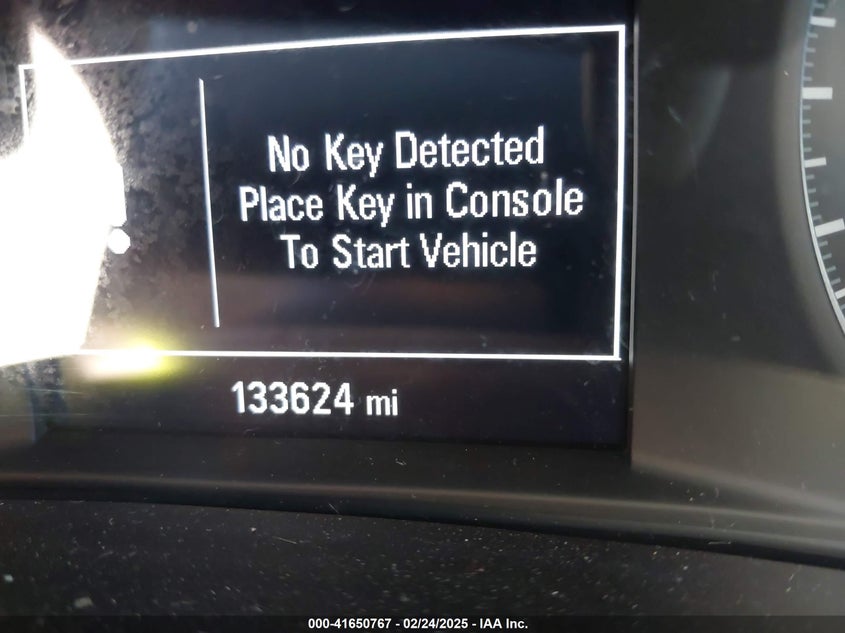 No Key Detected
Place Key in Console
To Start Vehicle
133624 mi
000-41650767 - 02/24/2025 - IAA Inc.